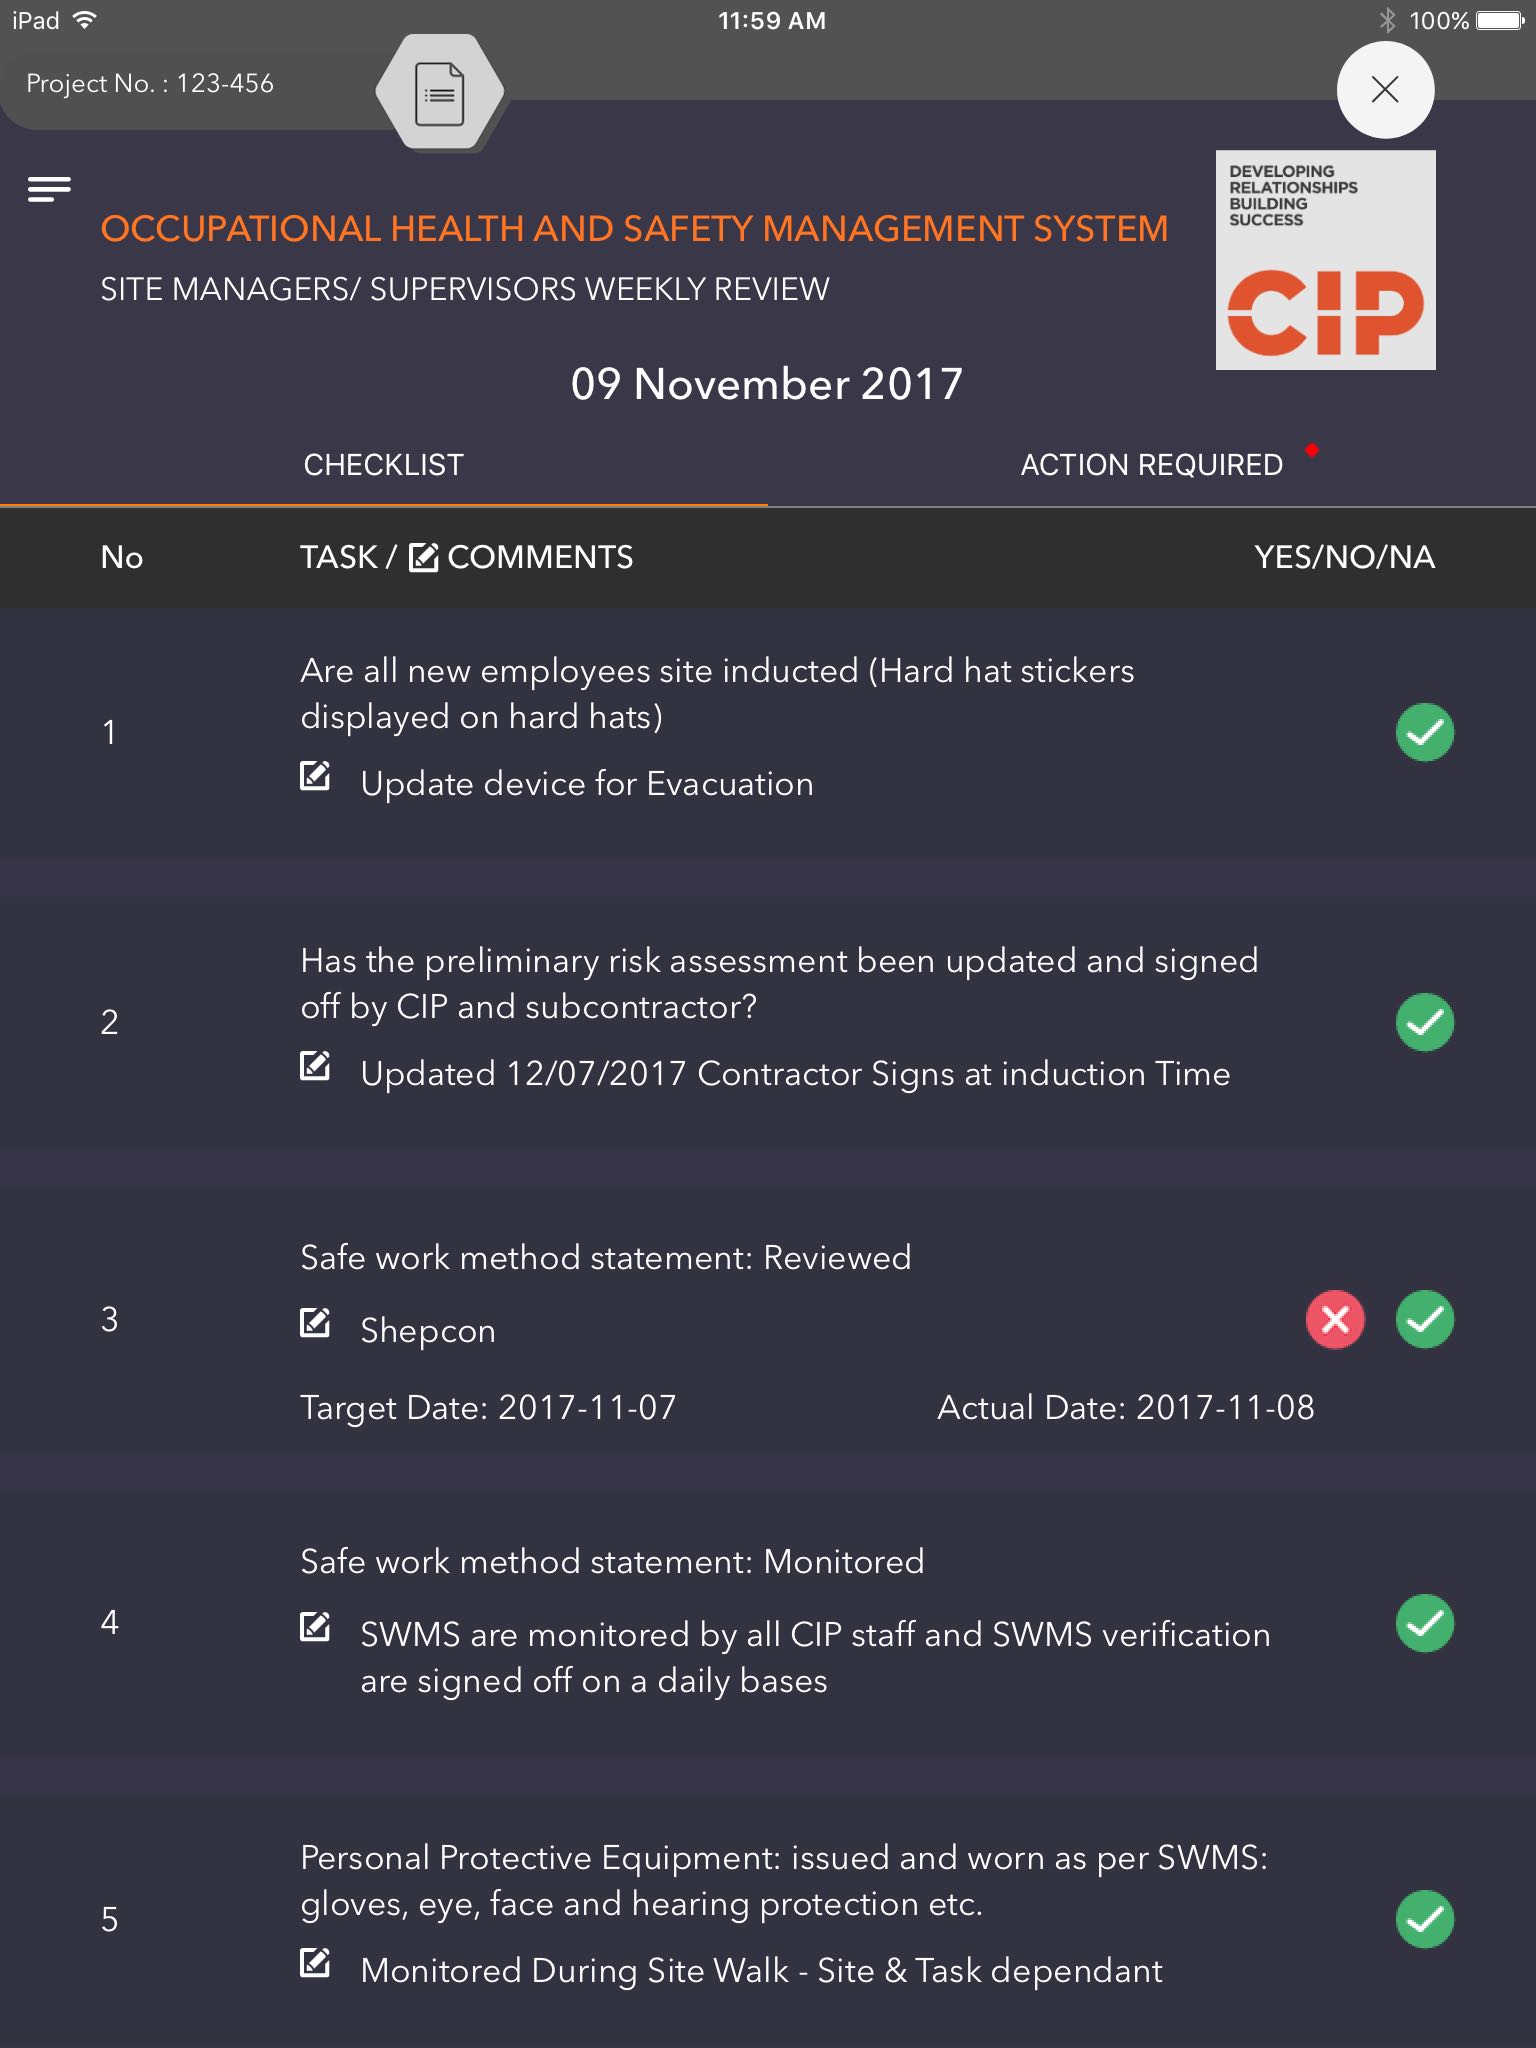 iPad 11:59 AM 100%
Project No. : 123-456
DEVELOPING
RELATIONSHIPS
BUILDING
SUCCESS
CIP
OCCUPATIONAL HEALTH AND SAFETY MANAGEMENT SYSTEM
SITE MANAGERS/ SUPERVISORS WEEKLY REVIEW
09 November 2017
CHECKLIST ACTION REQUIRED
No TASK / COMMENTS YES/NO/NA
1
Are all new employees site inducted (Hard hat stickers
displayed on hard hats)
Update device for Evacuation
2
Has the preliminary risk assessment been updated and signed
off by CIP and subcontractor?
Updated 12/07/2017 Contractor Signs at induction Time
3
Safe work method statement: Reviewed
Shepcon
Target Date: 2017-11-07 Actual Date: 2017-11-08
4
Safe work method statement: Monitored
SWMS are monitored by all CIP staff and SWMS verification
are signed off on a daily bases
5
Personal Protective Equipment: issued and worn as per SWMS:
gloves, eye, face and hearing protection etc.
Monitored During Site Walk - Site & Task dependant